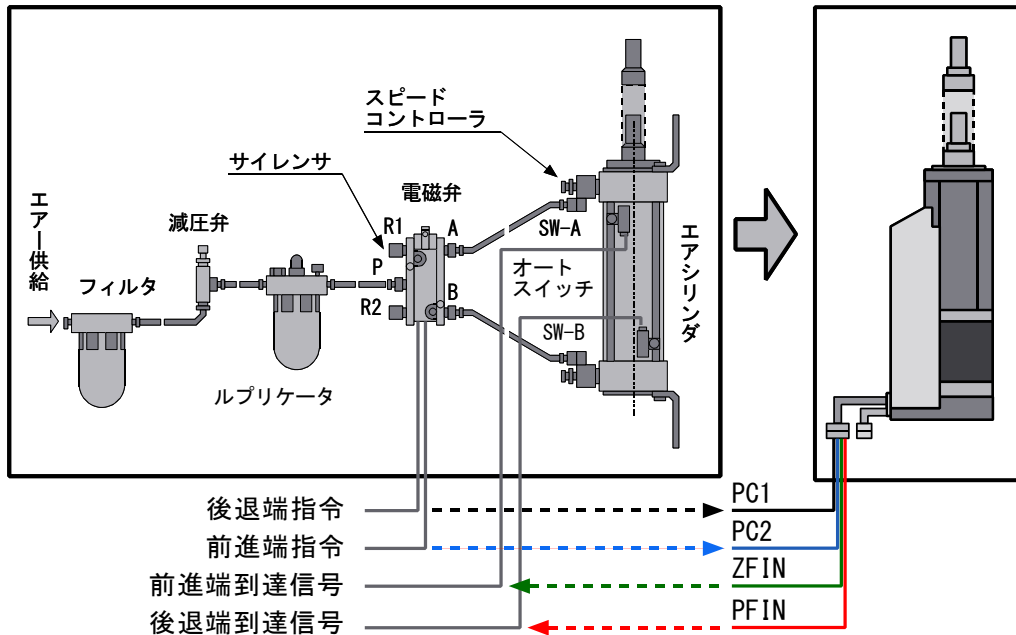 スピード
コントローラ
サイレンサ
電磁弁
エアー供給
減圧弁
フィルタ
ルプリケータ
R1
P
R2
A
B
SW-A
オート
スイッチ
SW-B
エアシリンダ
後退端指令
前進端指令
前進端到達信号
後退端到達信号
PC1
PC2
ZFIN
PFIN